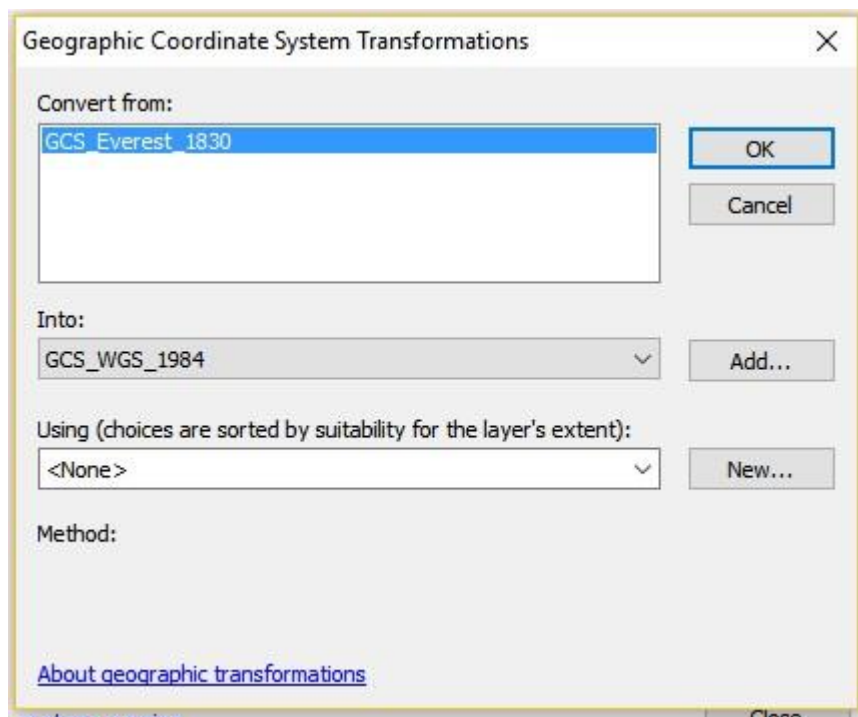 Geographic Coordinate System Transformations
Convert from:
GCS_Everest_1830
OK
Cancel
Into:
GCS_WGS_1984
Add...
Using (choices are sorted by suitability for the layer's extent):
<None>
New...
Method:
About geographic transformations
Close